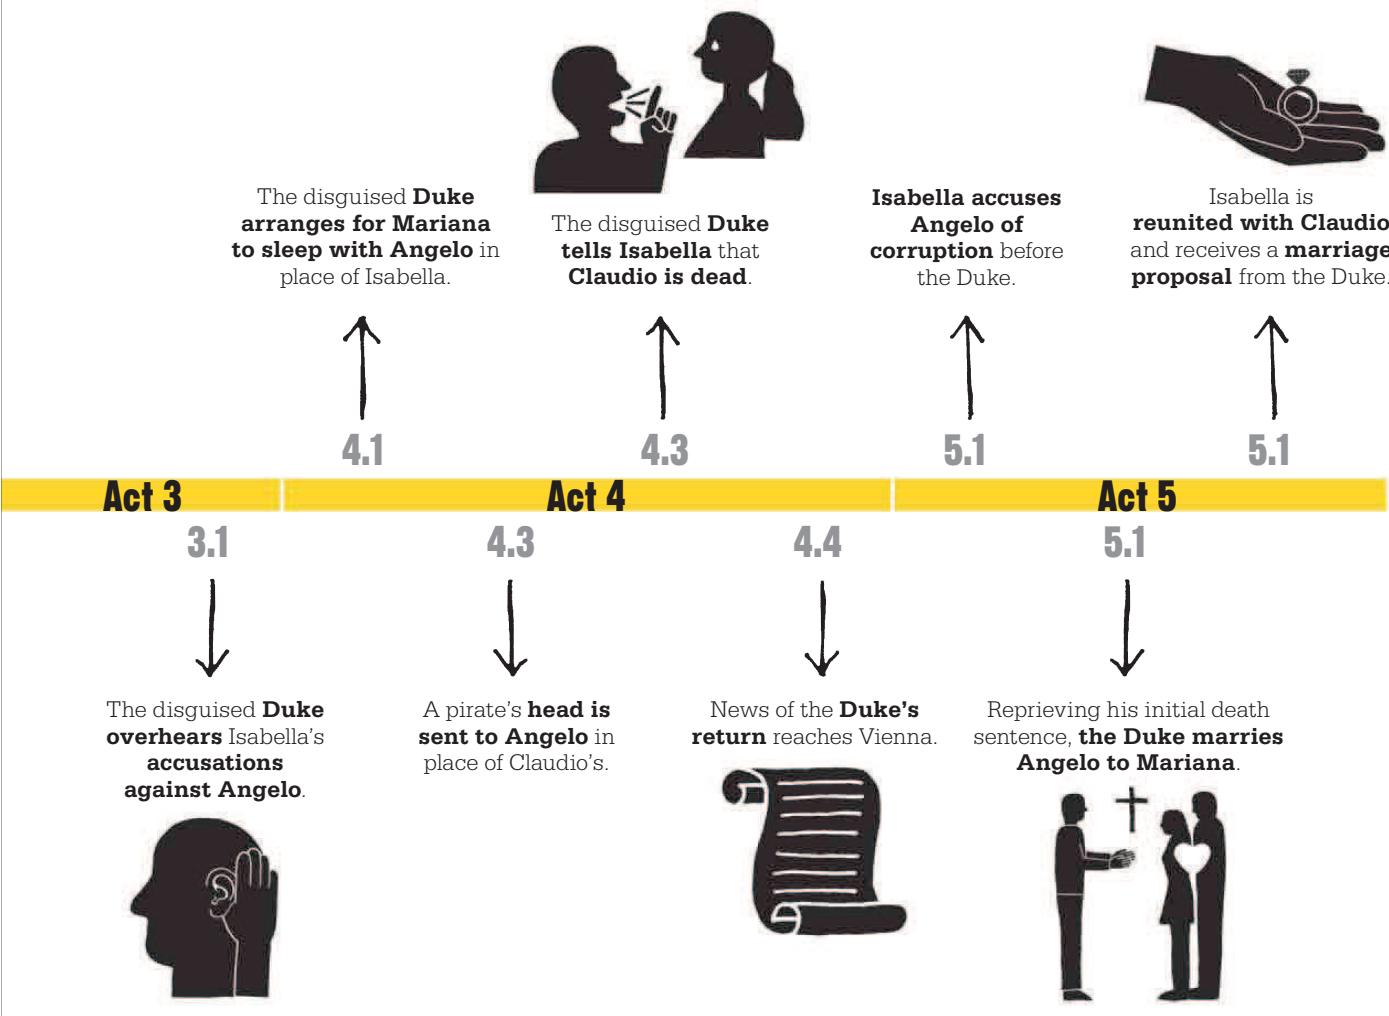 The disguised Duke
arranges for Mariana
to sleep with Angelo in
place of Isabella.
The disguised Duke
tells Isabella that
Claudio is dead.
Isabella accuses
Angelo of
corruption before
the Duke.
Isabella is
reunited with Claudio
and receives a marriage
proposal from the Duke.
4.1
4.3
5.1
5.1
Act 3
Act 4
Act 5
3.1
4.3
4.4
5.1
The disguised Duke
overhears Isabella's
accusations
against Angelo.
A pirate's head is
sent to Angelo in
place of Claudio's.
News of the Duke's
return reaches Vienna.
Reprieving his initial death
sentence, the Duke marries
Angelo to Mariana.